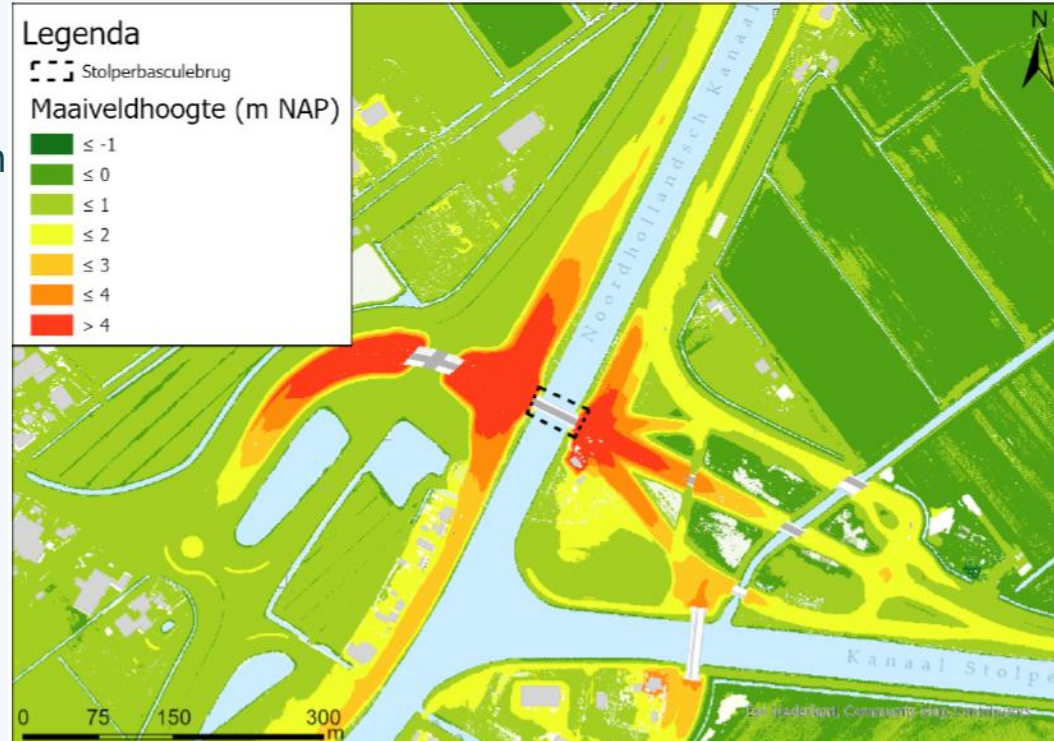 Legenda
Stolperbasculebrug
Maaiveldhoogte (m NAP)
≤ -1
≤ 0
≤ 1
≤ 2
≤ 3
≤ 4
> 4
N
Noordhollandsch Kanaal
Kanaal Stolpe
0 75 150 300
m